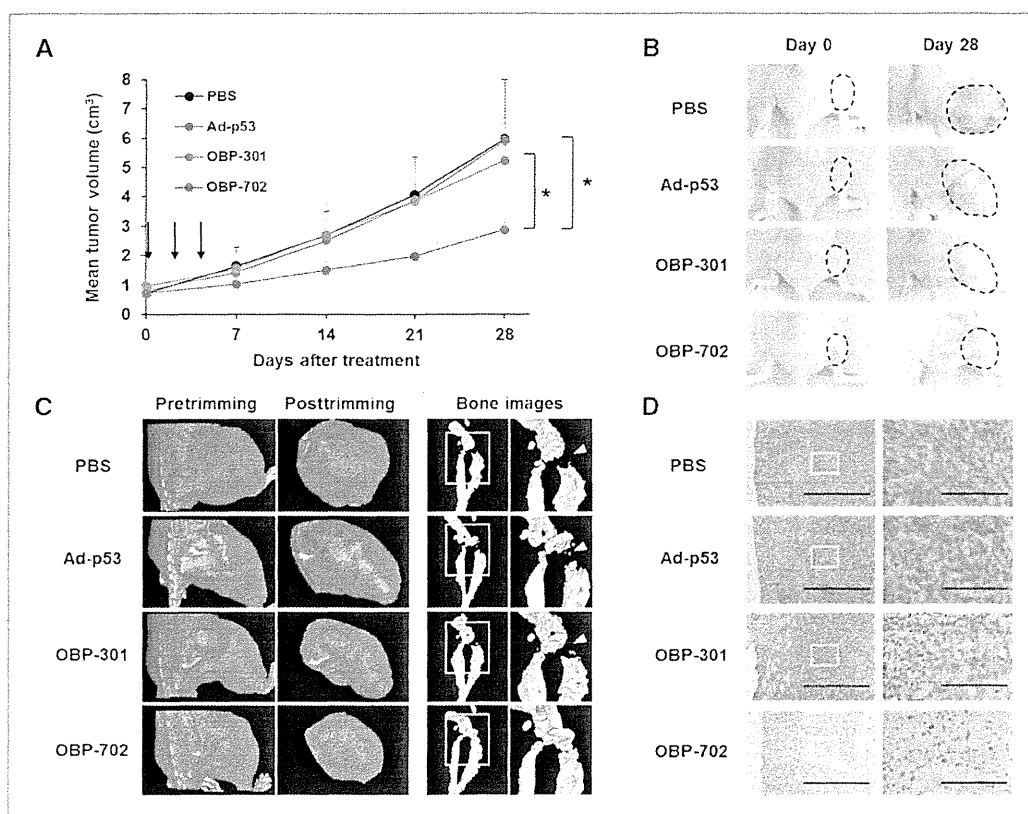 A
Mean tumor volume (cm³)
8
7
6
5
4
3
2
1
0
PBS
Ad-p53
OBP-301
OBP-702
*
*
0
7
14
21
28
Days after treatment
B
Day 0
Day 28
PBS
Ad-p53
OBP-301
OBP-702
C
Pretrimming
Posttrimming
Bone images
PBS
Ad-p53
OBP-301
OBP-702
D
PBS
Ad-p53
OBP-301
OBP-702